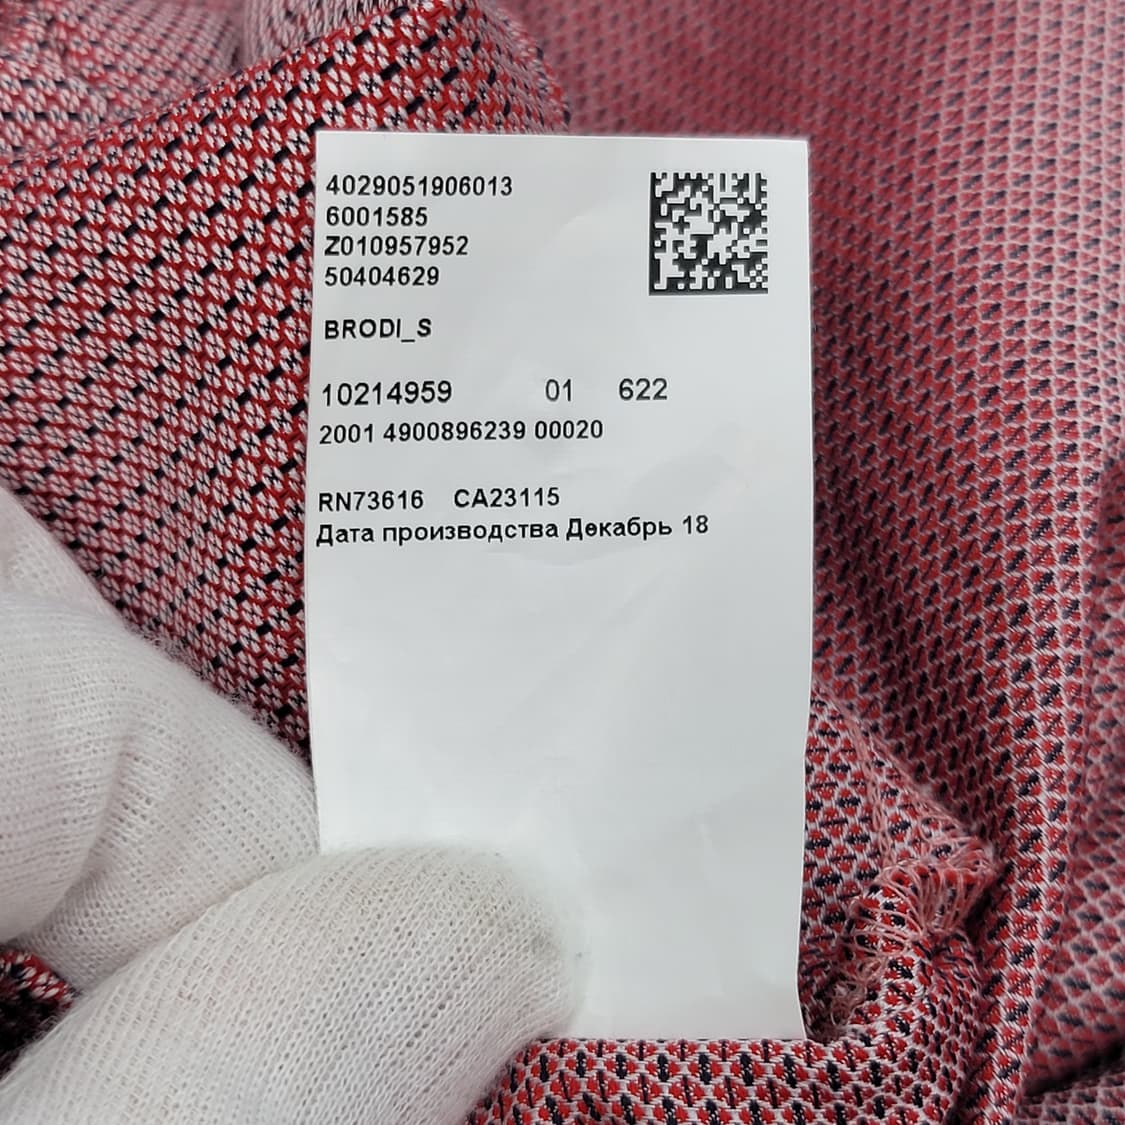 4029051906013
6001585
Z010957952
50404629
BRODI_S
10214959 01 622
2001 4900896239 00020
RN73616 CA23115
Дата производства Декабрь 18